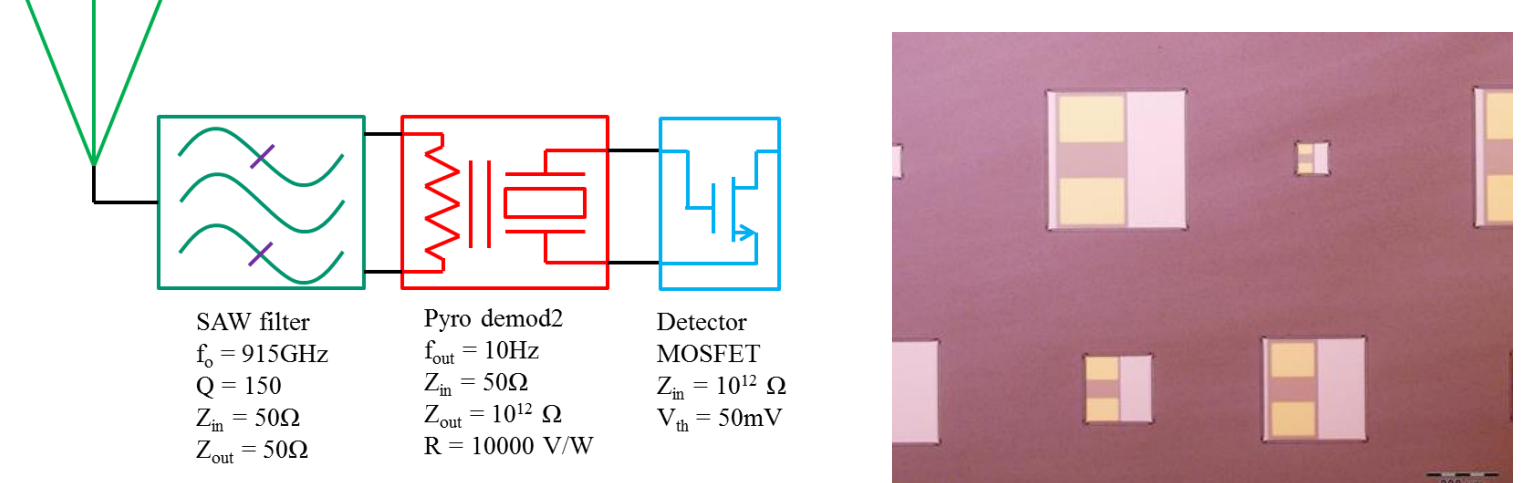 SAW filter
f₀ = 915GHz
Q = 150
Zin = 50Ω
Zout = 50Ω
Pyro demod2
fout = 10Hz
Zin = 50Ω
Zout = 10¹² Ω
R = 10000 V/W
Detector
MOSFET
Zin = 10¹² Ω
Vth = 50mV